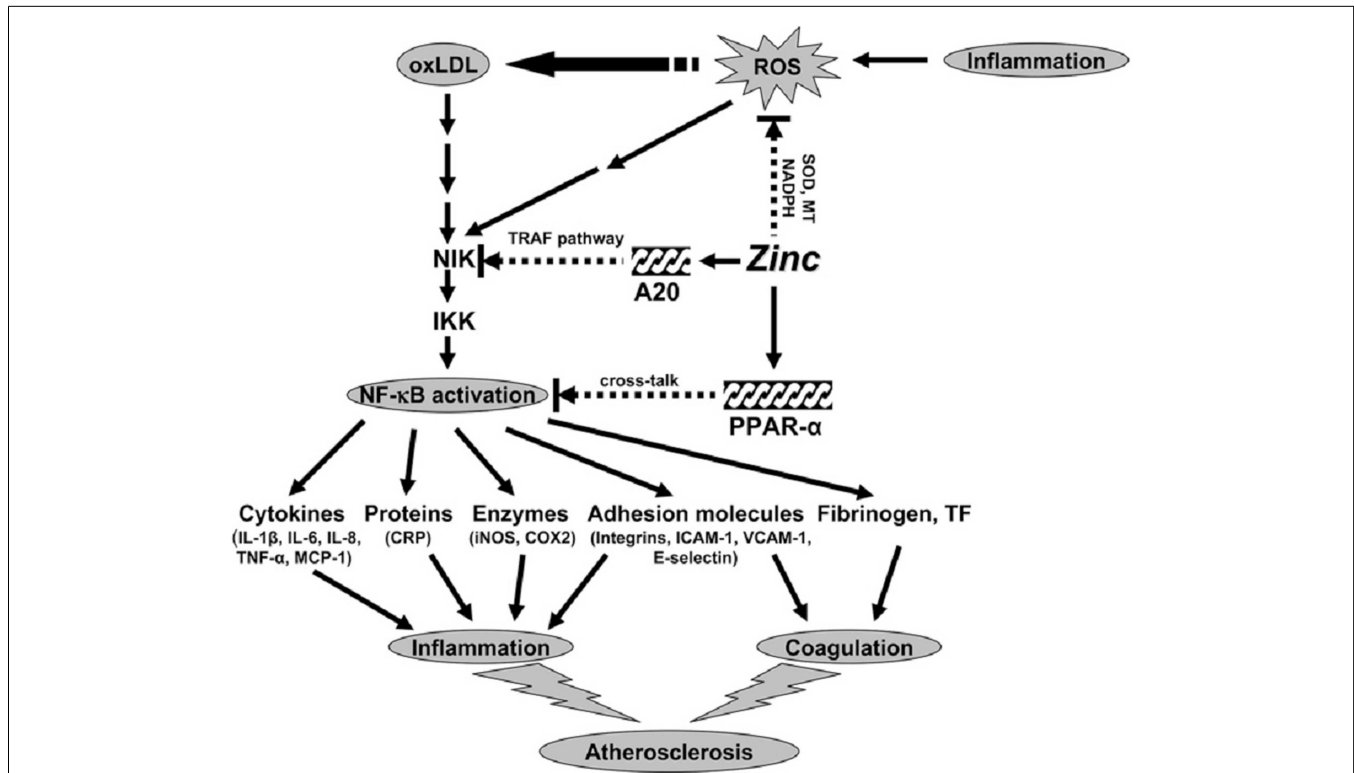 oxLDL
ROS
Inflammation
SOD, MT
NADPH
TRAF pathway
NIK
Zinc
A20
IKK
cross-talk
NF-κB activation
PPAR-α
Cytokines
(IL-1β, IL-6, IL-8,
TNF-α, MCP-1)
Proteins
(CRP)
Enzymes
(iNOS, COX2)
Adhesion molecules
(Integrins, ICAM-1, VCAM-1,
E-selectin)
Fibrinogen, TF
Inflammation
Coagulation
Atherosclerosis